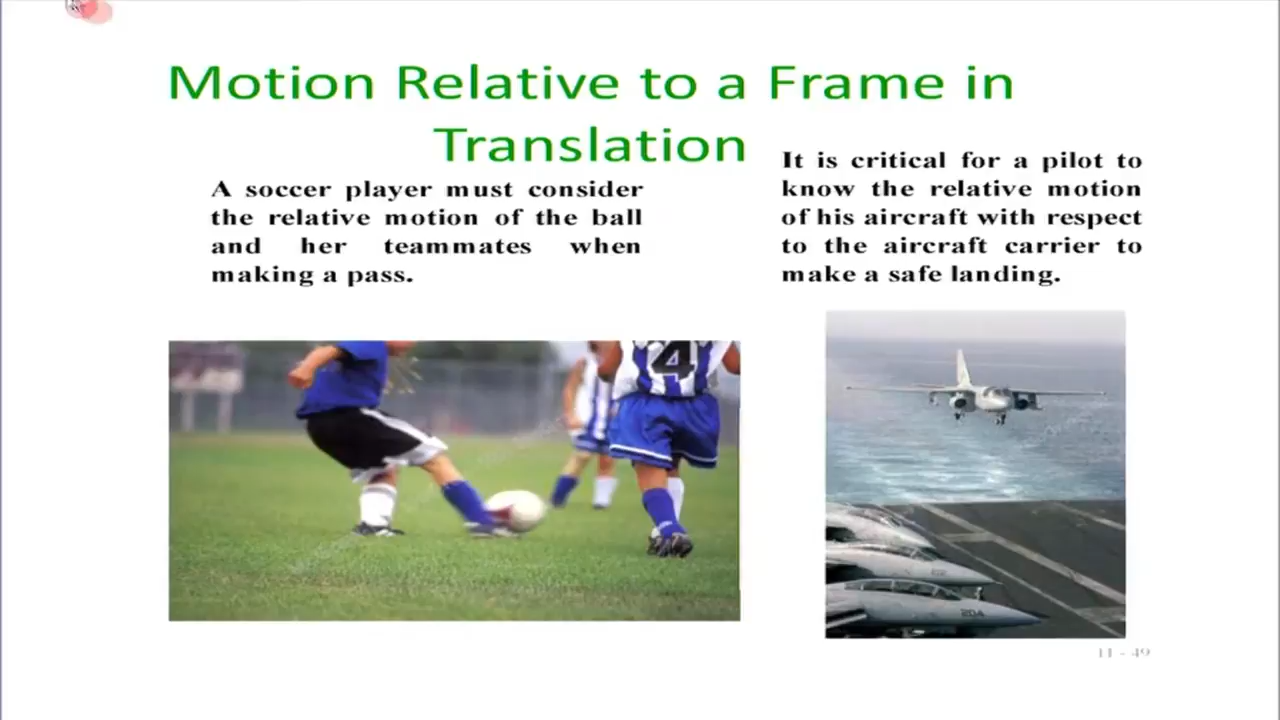 Motion Relative to a Frame in
Translation
A soccer player must consider
the relative motion of the ball
and her teammates when
making a pass.
It is critical for a pilot to
know the relative motion
of his aircraft with respect
to the aircraft carrier to
make a safe landing.
4
204
11 - 49